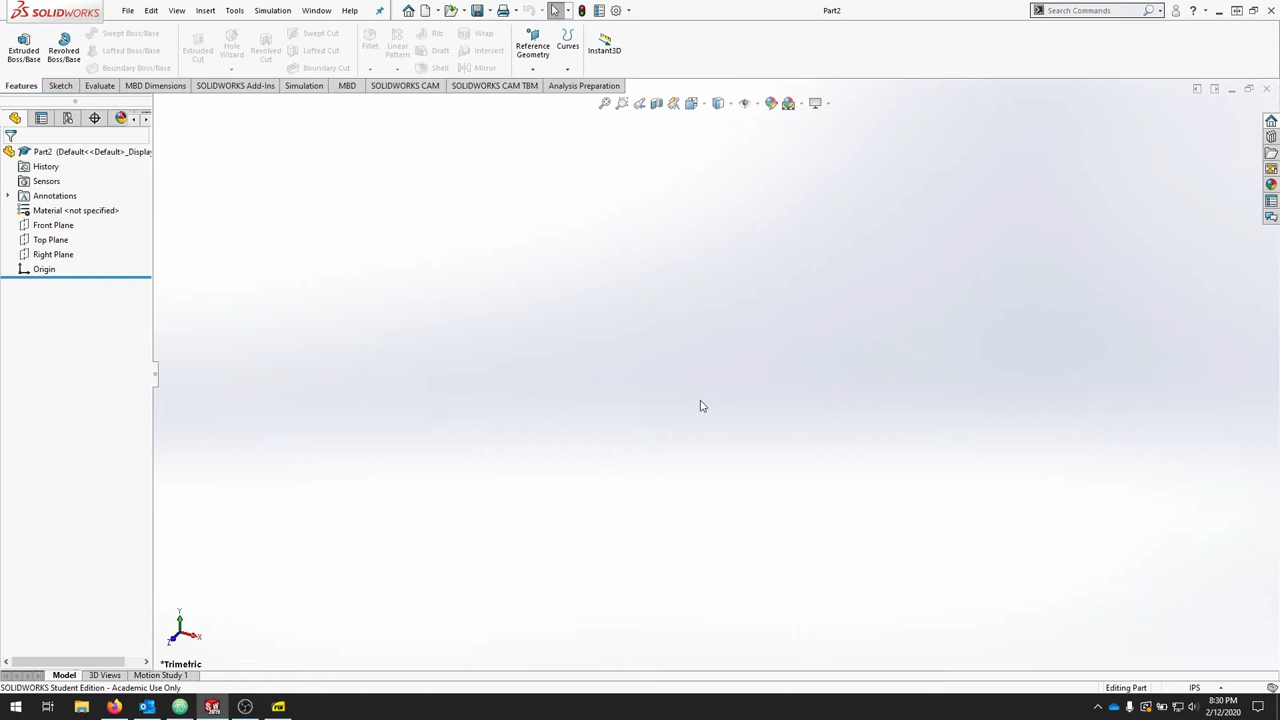 SOLIDWORKS File Edit View Insert Tools Simulation Window Help Part2 Search Commands
Extruded Boss/Base Revolved Boss/Base Swept Boss/Base Lofted Boss/Base Boundary Boss/Base Extruded Cut Hole Wizard Revolved Cut Swept Cut Lofted Cut Boundary Cut Fillet Linear Pattern Rib Draft Shell Wrap Intersect Mirror Reference Geometry Curves Instant3D
Features Sketch Evaluate MBD Dimensions SOLIDWORKS Add-Ins Simulation MBD SOLIDWORKS CAM SOLIDWORKS CAM TBM Analysis Preparation
Part2 (Default<<Default>_Displa
History
Sensors
Annotations
Material <not specified>
Front Plane
Top Plane
Right Plane
Origin
Y
X
Z
*Trimetric
Model 3D Views Motion Study 1
SOLIDWORKS Student Edition - Academic Use Only Editing Part IPS
8:30 PM
2/12/2020